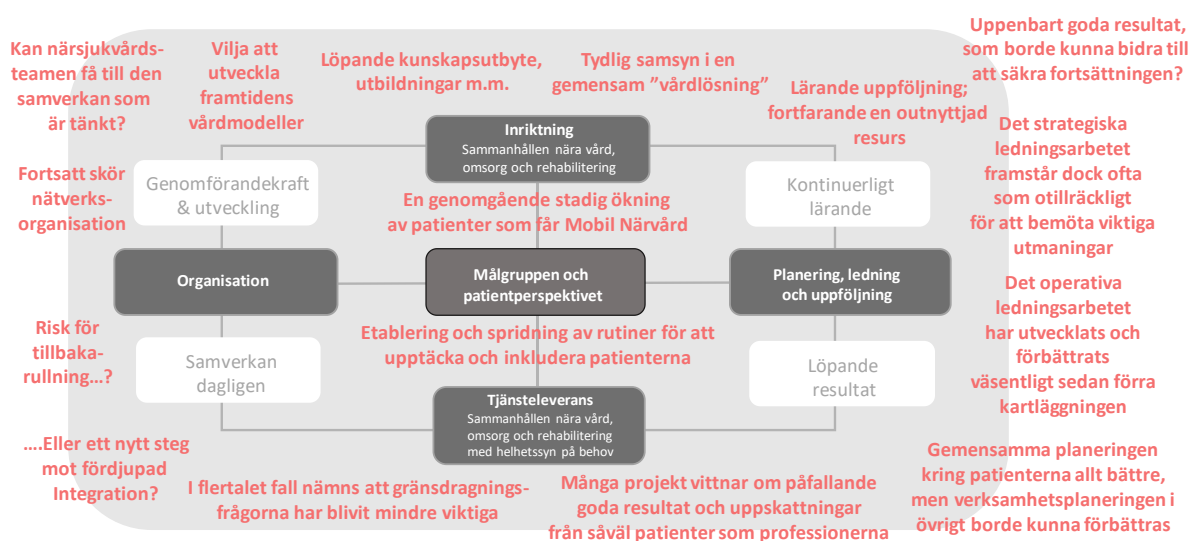 Kan närsjukvårds-
teamen få till den
samverkan som
är tänkt?
Vilja att
utveckla
framtidens
vårdmodeller
Löpande kunskapsutbyte,
utbildningar m.m.
Tydlig samsyn i en
gemensam ”vårdlösning”
Lärande uppföljning;
fortfarande en outnyttjad
resurs
Uppenbart goda resultat,
som borde kunna bidra till
att säkra fortsättningen?
Inriktning
Sammanhållen nära vård,
omsorg och rehabilitering
Det strategiska
ledningsarbetet
framstår dock ofta
som otillräckligt
för att bemöta viktiga
utmaningar
Fortsatt skör
nätverks-
organisation
Genomförandekraft
& utveckling
En genomgående stadig ökning
av patienter som får Mobil Närvård
Kontinuerligt
lärande
Organisation
Målgruppen och
patientperspektivet
Planering, ledning
och uppföljning
Det operativa
ledningsarbetet
har utvecklats och
förbättrats
väsentligt sedan förra
kartläggningen
Risk för
tillbaka-
rullning…?
Samverkan
dagligen
Etablering och spridning av rutiner för att
upptäcka och inkludera patienterna
Löpande
resultat
Tjänsteleverans
Sammanhållen nära vård,
omsorg och rehabilitering
med helhetssyn på behov
….Eller ett nytt steg
mot fördjupad
Integration?
I flertalet fall nämns att gränsdragnings-
frågorna har blivit mindre viktiga
Många projekt vittnar om påfallande
goda resultat och uppskattningar
från såväl patienter som professionerna
Gemensamma planeringen
kring patienterna allt bättre,
men verksamhetsplaneringen i
övrigt borde kunna förbättras